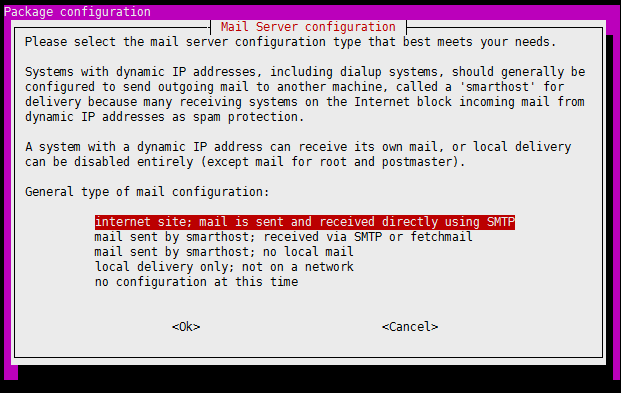 Package configuration
Mail Server configuration
Please select the mail server configuration type that best meets your needs.
Systems with dynamic IP addresses, including dialup systems, should generally be
configured to send outgoing mail to another machine, called a 'smarthost' for
delivery because many receiving systems on the Internet block incoming mail from
dynamic IP addresses as spam protection.
A system with a dynamic IP address can receive its own mail, or local delivery
can be disabled entirely (except mail for root and postmaster).
General type of mail configuration:
internet site; mail is sent and received directly using SMTP
mail sent by smarthost; received via SMTP or fetchmail
mail sent by smarthost; no local mail
local delivery only; not on a network
no configuration at this time
<Ok> <Cancel>